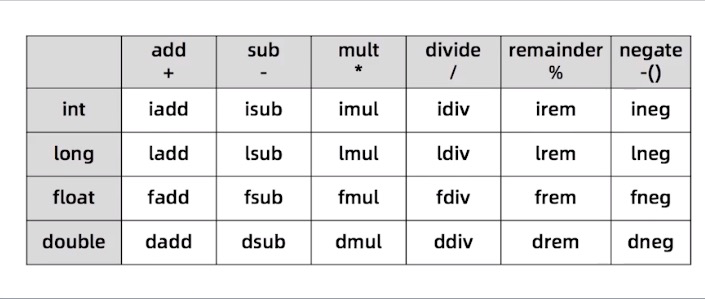 add sub mult divide remainder negate
+ - * / % -()
int iadd isub imul idiv irem ineg
long ladd lsub lmul ldiv lrem lneg
float fadd fsub fmul fdiv frem fneg
double dadd dsub dmul ddiv drem dneg